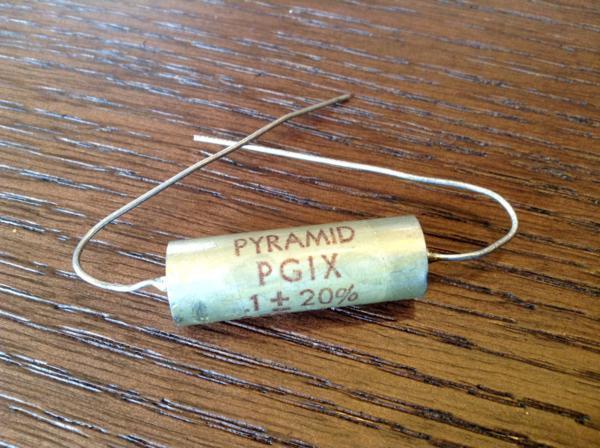 PYRAMID
PGIX
.1 ± 20%